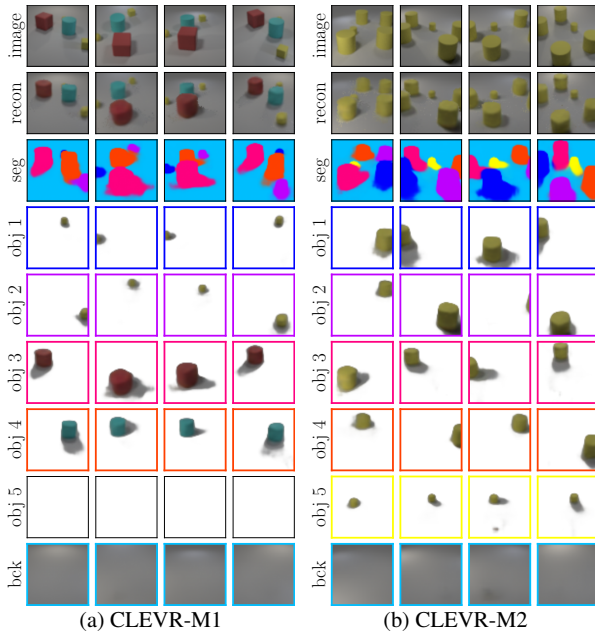 image
recon
seg
obj 1
obj 2
obj 3
obj 4
obj 5
bck
image
recon
seg
obj 1
obj 2
obj 3
obj 4
obj 5
bck
(a) CLEVR-M1
(b) CLEVR-M2